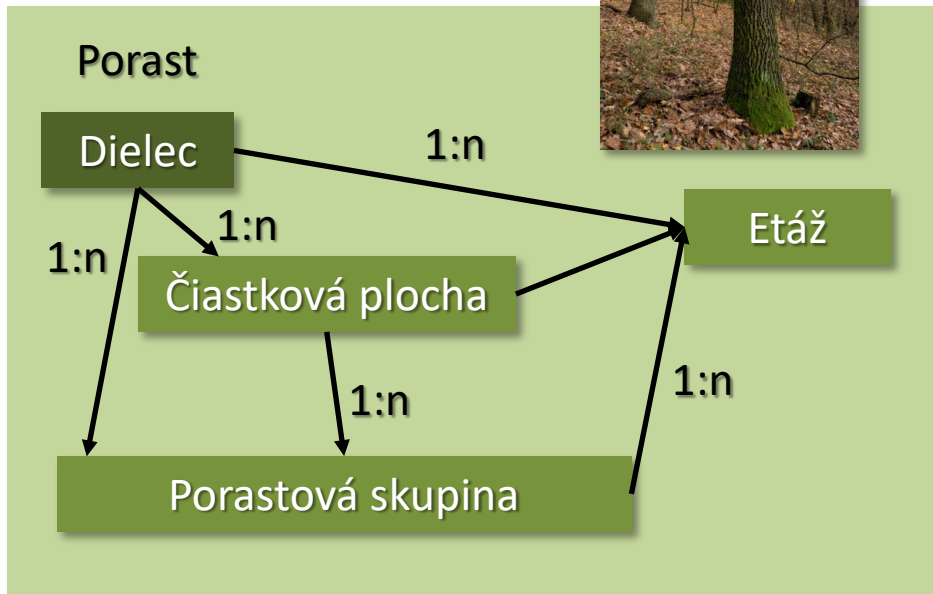 Porast
Dielec
1:n
Etáž
1:n
1:n
Čiastková plocha
1:n
1:n
Porastová skupina